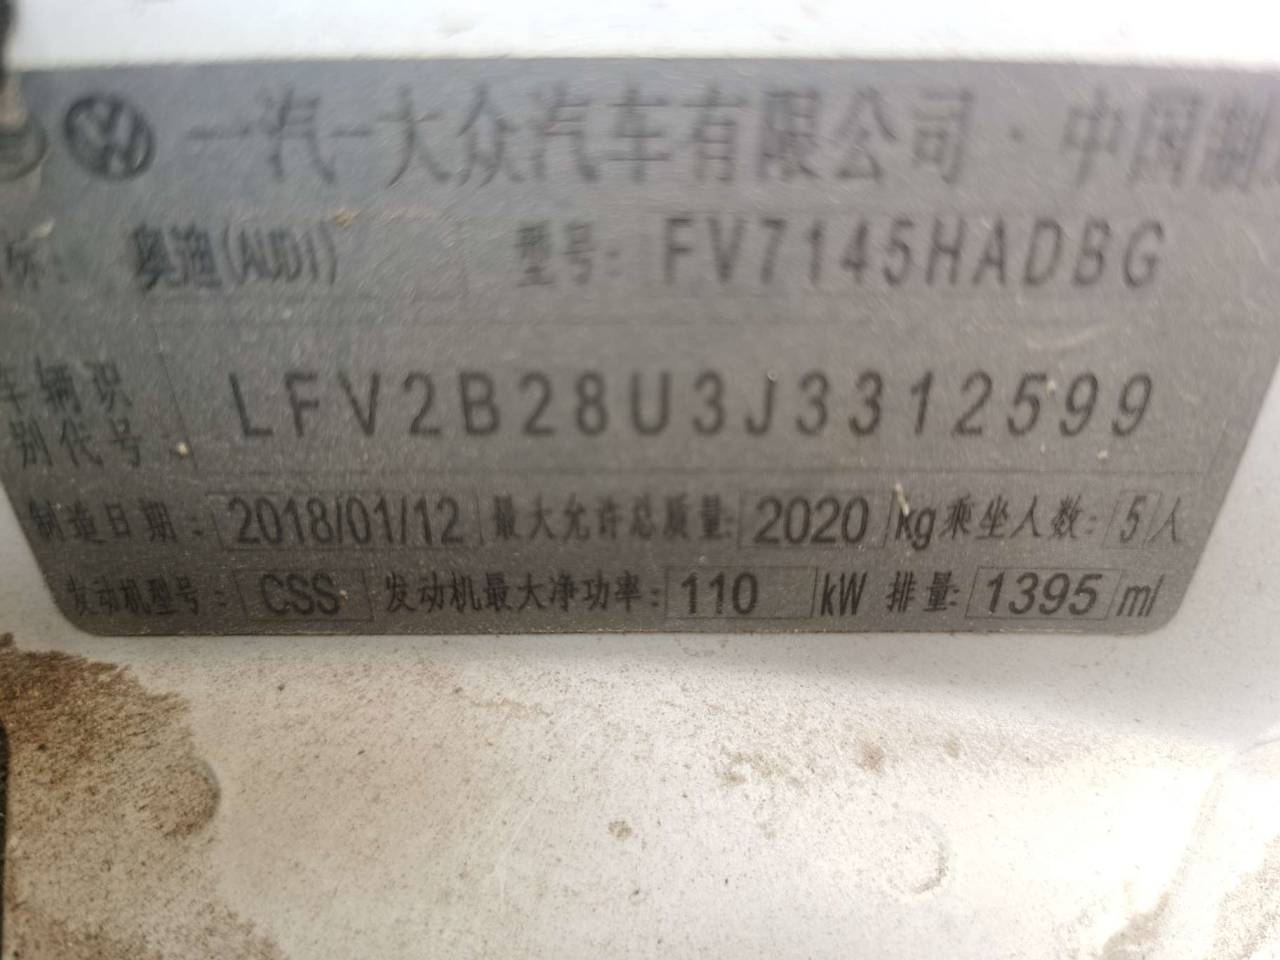 一汽-大众汽车有限公司·中国制
标: 奥迪(AUDI) 型号: FV7145HADBG
车辆识别代号: LFV2B28U3J3312599
制造日期: 2018/01/12 最大允许总质量: 2020 kg 乘坐人数: 5人
发动机型号: CSS 发动机最大净功率: 110 kW 排量: 1395 ml